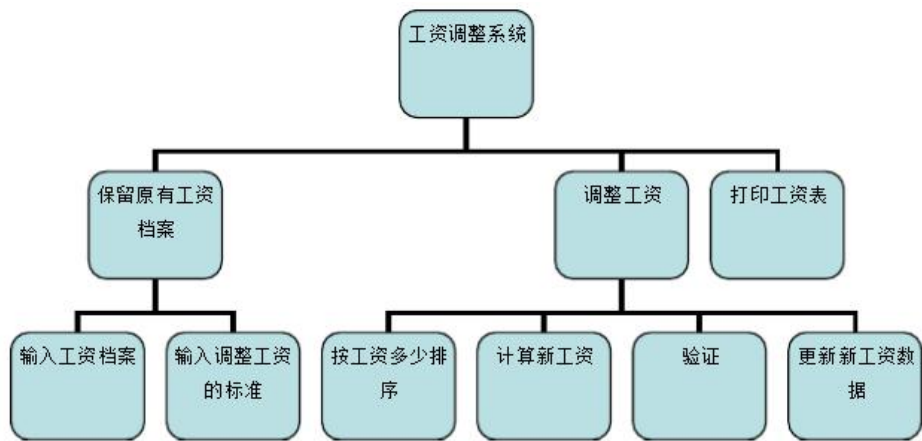 工资调整系统
保留原有工资
档案
调整工资
打印工资表
输入工资档案
输入调整工资
的标准
按工资多少排
序
计算新工资
验证
更新新工资数
据